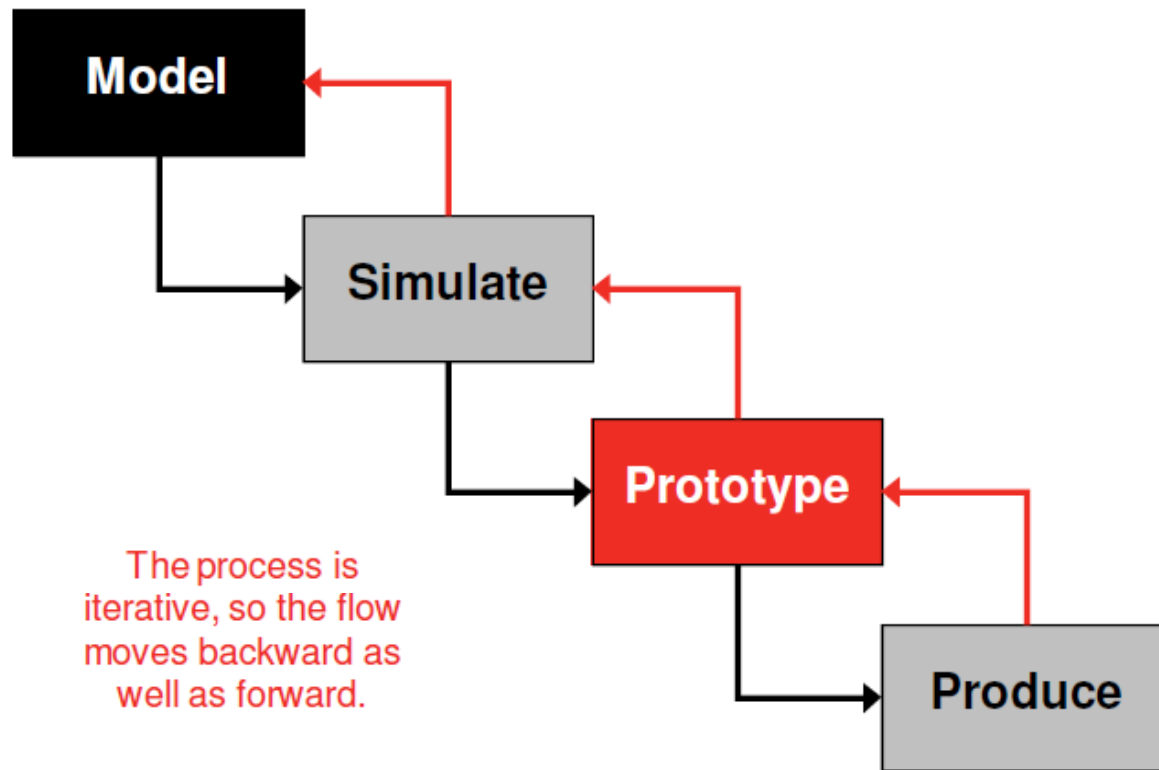 Model
Simulate
Prototype
The process is
iterative, so the flow
moves backward as
well as forward.
Produce